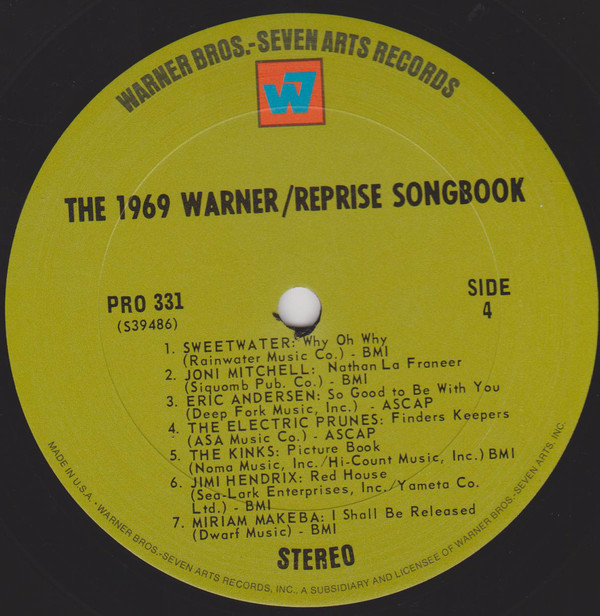 WARNER BROS.-SEVEN ARTS RECORDS
W7
THE 1969 WARNER/REPRISE SONGBOOK
PRO 331
(S39486)
SIDE
4
1. SWEETWATER: Why Oh Why
(Rainwater Music Co.) - BMI
2. JONI MITCHELL: Nathan La Franeer
(Siquomb Pub. Co.) - BMI
3. ERIC ANDERSEN: So Good to Be With You
(Deep Fork Music, Inc.) - ASCAP
4. THE ELECTRIC PRUNES: Finders Keepers
(ASA Music Co.) - ASCAP
5. THE KINKS: Picture Book
(Noma Music, Inc./Hi-Count Music, Inc.) BMI
6. JIMI HENDRIX: Red House
(Sea-Lark Enterprises, Inc./Yameta Co.
Ltd.) - BMI
7. MIRIAM MAKEBA: I Shall Be Released
(Dwarf Music) - BMI
STEREO
MADE IN U.S.A. - WARNER BROS.-SEVEN ARTS RECORDS, INC., A SUBSIDIARY AND LICENSEE OF WARNER BROS.-SEVEN ARTS, INC.